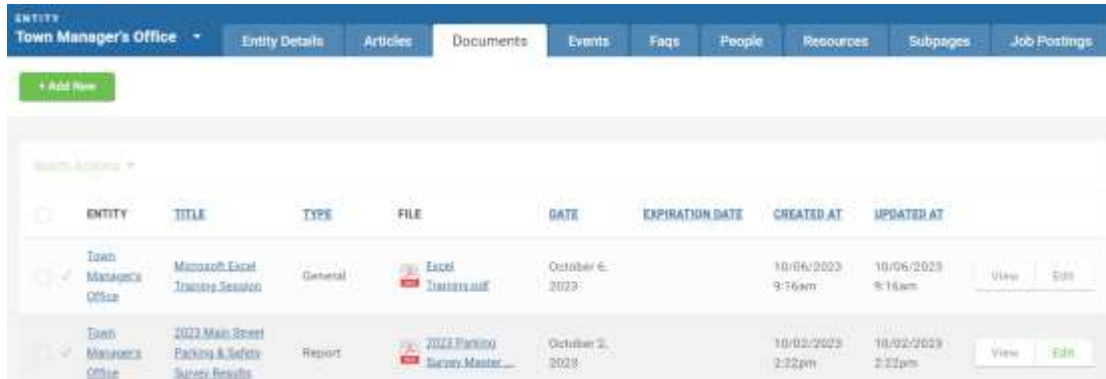 ENTITY
Town Manager's Office
Entity Details
Articles
Documents
Events
Faqs
People
Resources
Subpages
Job Postings
+ Add New
Batch Actions
ENTITY TITLE TYPE FILE DATE EXPIRATION DATE CREATED AT UPDATED AT
Town Manager's Office
Microsoft Excel Training Session
General
Excel Training.pdf
October 6, 2023
10/06/2023 9:16am
10/06/2023 9:16am
View
Edit
Town Manager's Office
2023 Main Street Parking & Safety Survey Results
Report
2023 Parking Survey Master ...
October 2, 2023
10/02/2023 2:22pm
10/02/2023 2:22pm
View
Edit